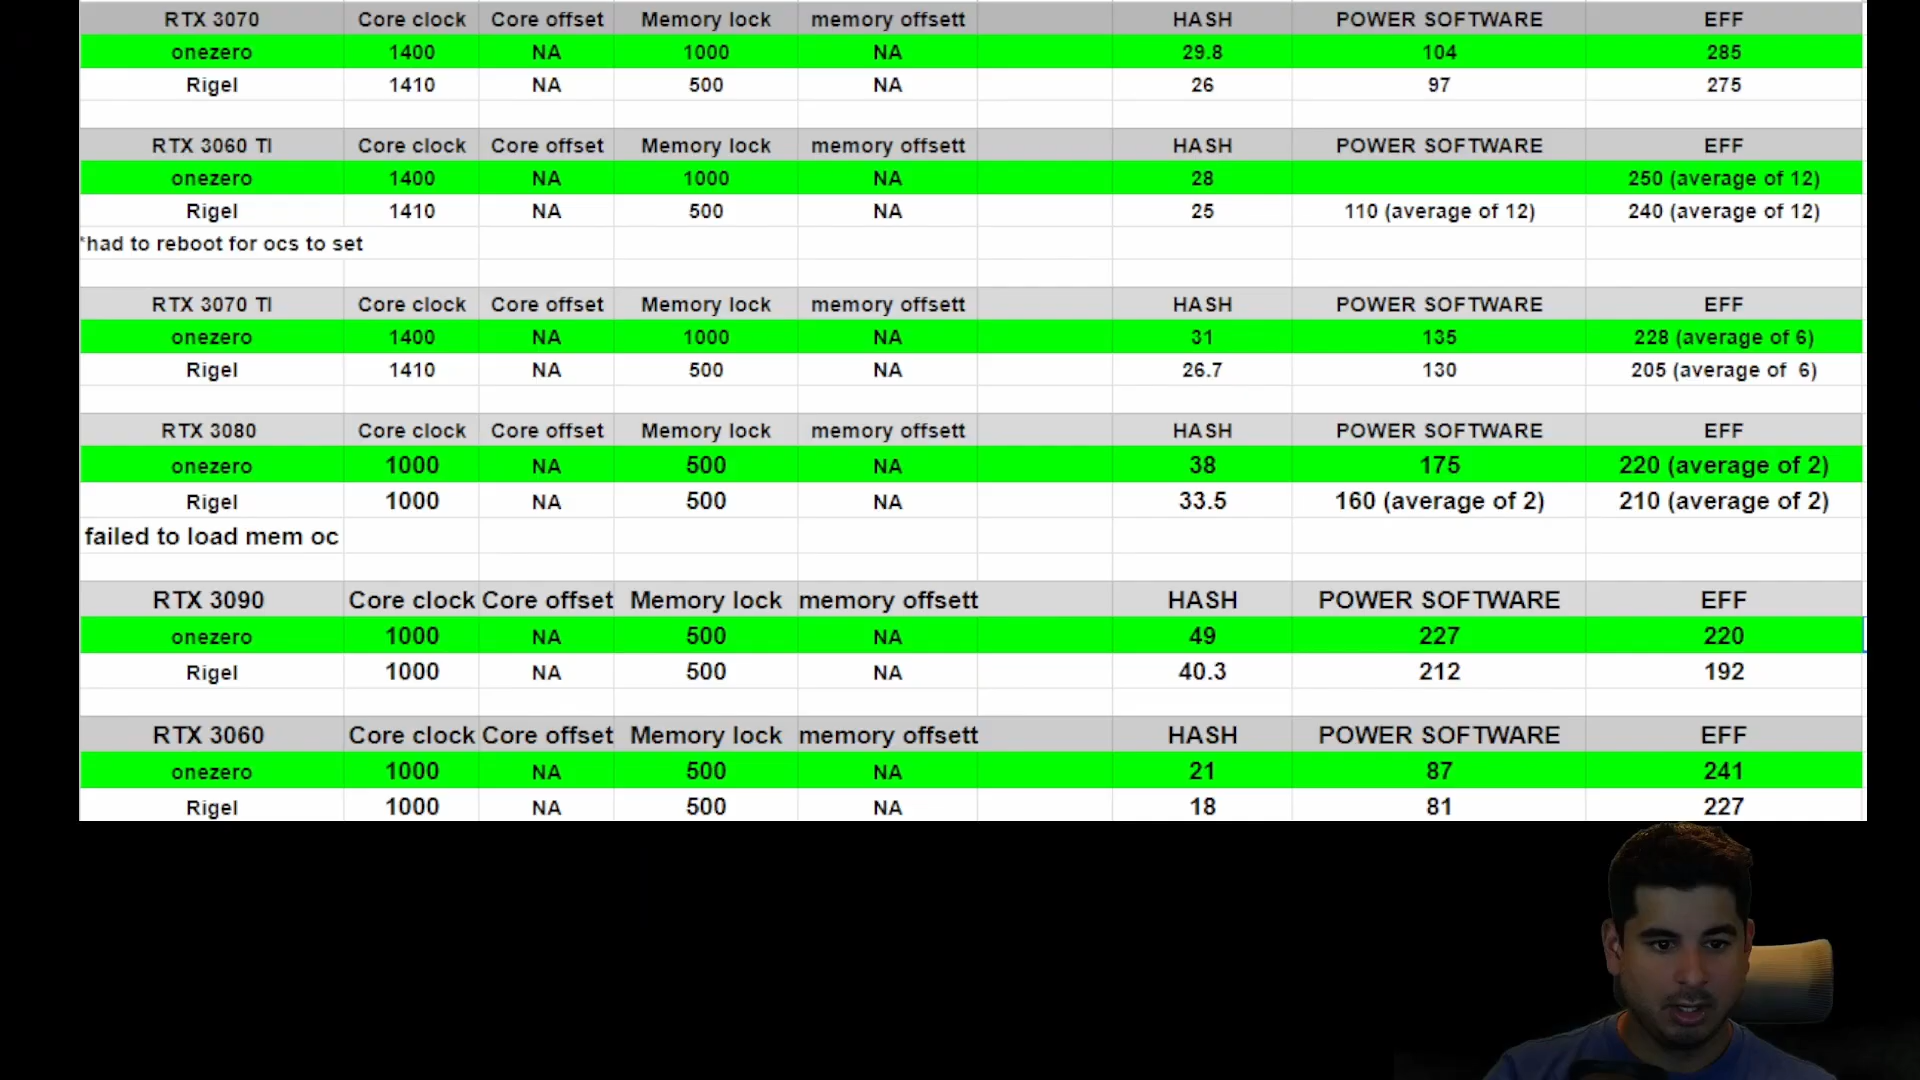 RTX 3070 Core clock Core offset Memory lock memory offsett HASH POWER SOFTWARE EFF
onezero 1400 NA 1000 NA 29.8 104 285
Rigel 1410 NA 500 NA 26 97 275
RTX 3060 TI Core clock Core offset Memory lock memory offsett HASH POWER SOFTWARE EFF
onezero 1400 NA 1000 NA 28 250 (average of 12)
Rigel 1410 NA 500 NA 25 110 (average of 12) 240 (average of 12)
*had to reboot for ocs to set
RTX 3070 TI Core clock Core offset Memory lock memory offsett HASH POWER SOFTWARE EFF
onezero 1400 NA 1000 NA 31 135 228 (average of 6)
Rigel 1410 NA 500 NA 26.7 130 205 (average of 6)
RTX 3080 Core clock Core offset Memory lock memory offsett HASH POWER SOFTWARE EFF
onezero 1000 NA 500 NA 38 175 220 (average of 2)
Rigel 1000 NA 500 NA 33.5 160 (average of 2) 210 (average of 2)
failed to load mem oc
RTX 3090 Core clock Core offset Memory lock memory offsett HASH POWER SOFTWARE EFF
onezero 1000 NA 500 NA 49 227 220
Rigel 1000 NA 500 NA 40.3 212 192
RTX 3060 Core clock Core offset Memory lock memory offsett HASH POWER SOFTWARE EFF
onezero 1000 NA 500 NA 21 87 241
Rigel 1000 NA 500 NA 18 81 227